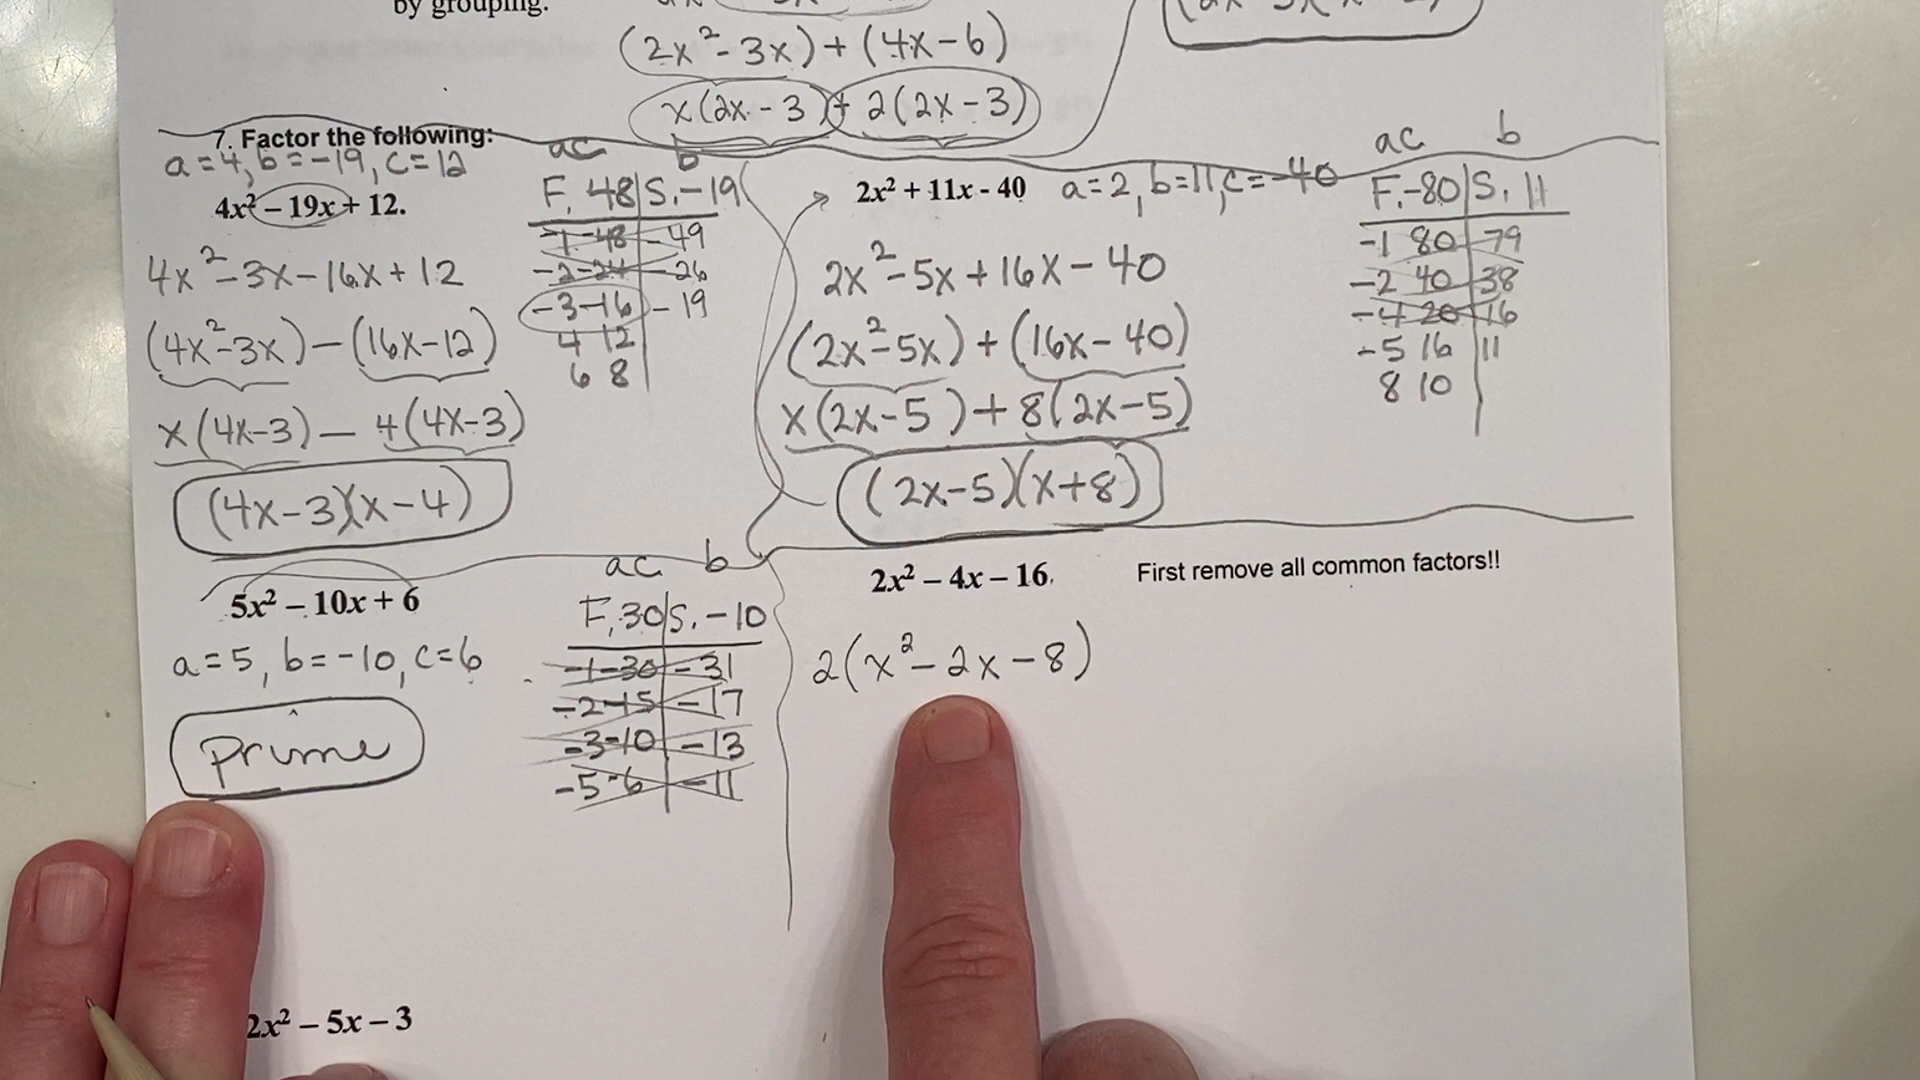 by grouping.
(2x² - 3x) + (4x - 6)
x(2x - 3) + 2(2x - 3)
7. Factor the following:
a = 4, b = -19, c = 12
4x² – 19x + 12.
ac b
F. 48 S. -19
-1 -48 -49
-2 -24 -26
-3 -16 -19
4 12
6 8
4x² - 3x - 16x + 12
(4x² - 3x) - (16x - 12)
x(4x - 3) - 4(4x - 3)
(4x - 3)(x - 4)
2x² + 11x - 40
a = 2, b = 11, c = -40
ac b
F. -80 S. 11
-1 80 79
-2 40 38
-4 20 16
-5 16 11
8 10
2x² - 5x + 16x - 40
(2x² - 5x) + (16x - 40)
x(2x - 5) + 8(2x - 5)
(2x - 5)(x + 8)
5x² – 10x + 6
a = 5, b = -10, c = 6
prime
ac b
F. 30 S. -10
-1 -30 -31
-2 -15 -17
-3 -10 -13
-5 -6 -11
2x² – 4x – 16.
First remove all common factors!!
2(x² - 2x - 8)
2x² – 5x – 3